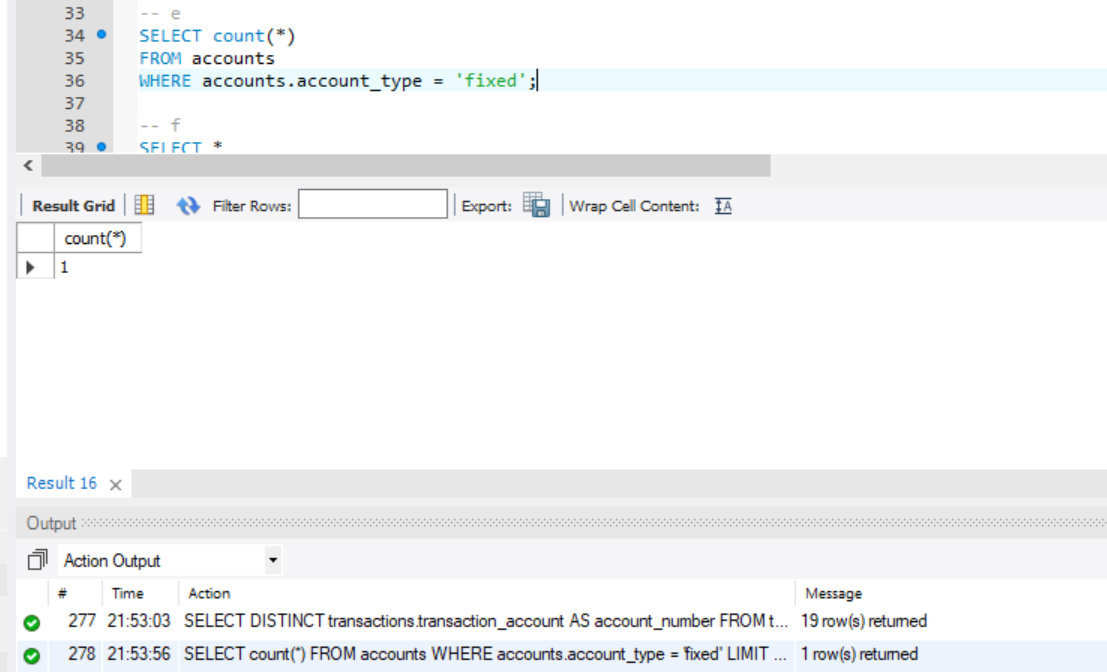 33 -- e
34 SELECT count(*)
35 FROM accounts
36 WHERE accounts.account_type = 'fixed';
37
38 -- f
39 SELECT *
Result Grid Filter Rows: Export: Wrap Cell Content: IA
count(*)
1
Result 16 ×
Output
Action Output
# Time Action Message
277 21:53:03 SELECT DISTINCT transactions.transaction_account AS account_number FROM t... 19 row(s) returned
278 21:53:56 SELECT count(*) FROM accounts WHERE accounts.account_type = 'fixed' LIMIT ... 1 row(s) returned